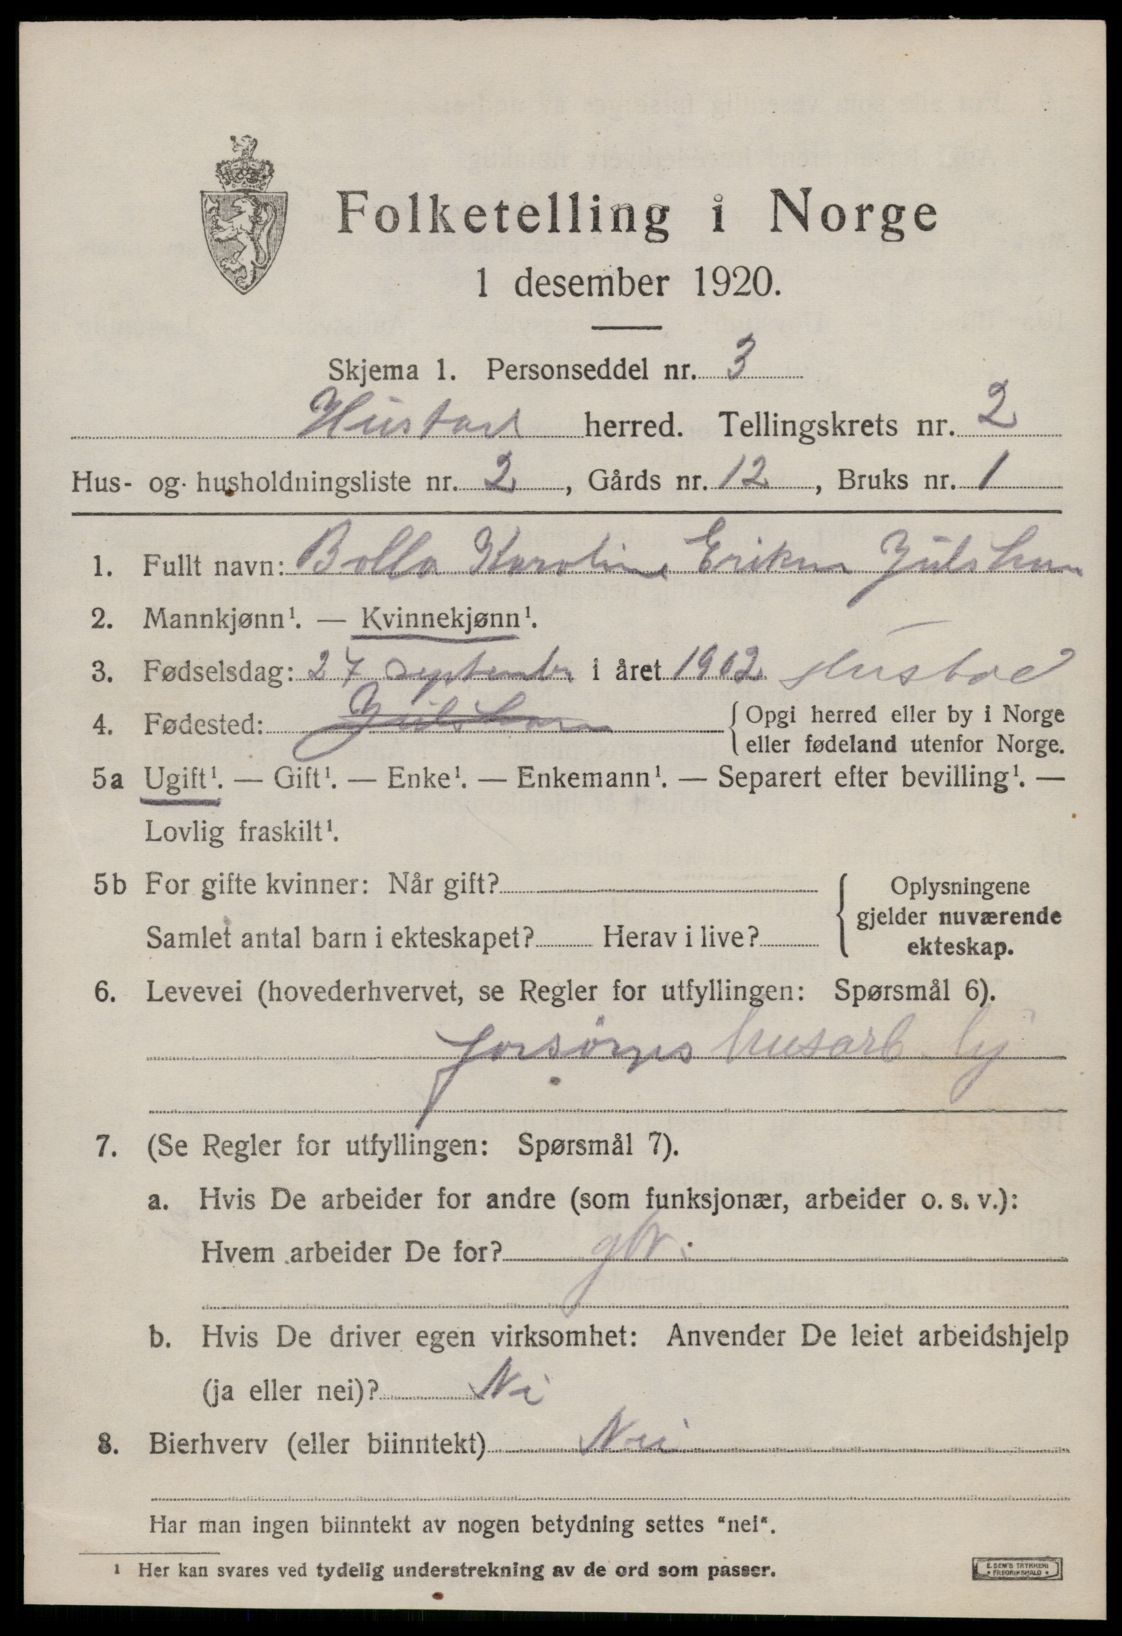 Folketelling i Norge
1 desember 1920.
Skjema 1. Personseddel nr. 3
Hustad herred. Tellingskrets nr. 2
Hus- og husholdningsliste nr. 2, Gårds nr. 12, Bruks nr. 1
1. Fullt navn: Bolla Karoline Eriksen Julshavn
2. Mannkjønn¹. — Kvinnekjønn¹.
3. Fødselsdag: 27 september i året 1902 Hustad
4. Fødested: Julshavn { Opgi herred eller by i Norge
eller fødeland utenfor Norge.
5a Ugift¹. — Gift¹. — Enke¹. — Enkemann¹. — Separert efter bevilling¹. —
Lovlig fraskilt¹.
5b For gifte kvinner: Når gift? { Oplysningene
gjelder nuværende
Samlet antal barn i ekteskapet? Herav i live? ekteskap.
6. Levevei (hovederhvervet, se Regler for utfyllingen: Spørsmål 6).
forsørges husarb.
7. (Se Regler for utfyllingen: Spørsmål 7).
a. Hvis De arbeider for andre (som funksjonær, arbeider o. s. v.):
Hvem arbeider De for?
b. Hvis De driver egen virksomhet: Anvender De leiet arbeidshjelp
(ja eller nei)? Nei
8. Bierhverv (eller biinntekt) Nei
Har man ingen biinntekt av nogen betydning settes "nei".
¹ Her kan svares ved tydelig understrekning av de ord som passer.
E. SEM'S TRYKKERI
FREDRIKSHALD